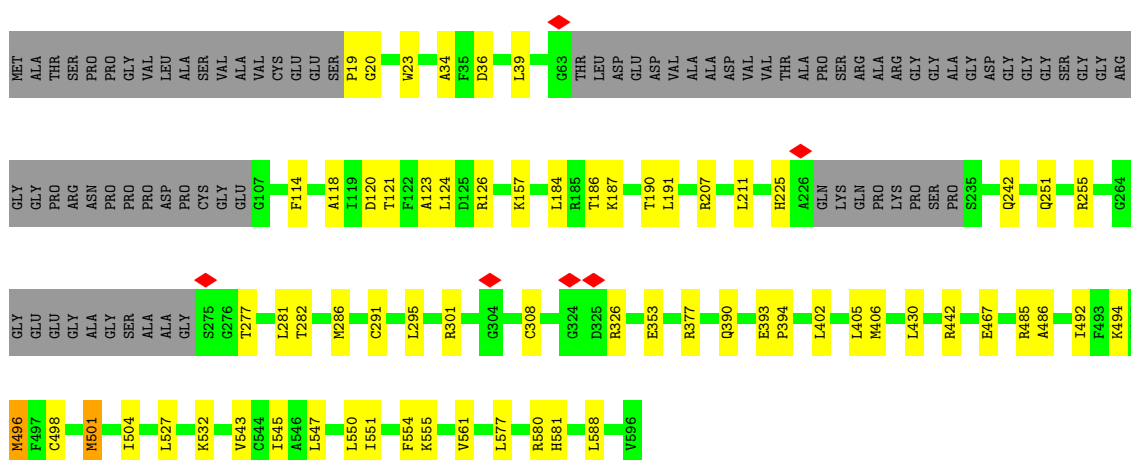 MET ALA THR SER PRO PRO GLY VAL LEU ALA SER VAL ALA VAL CYS GLU GLU SER P19 G20 W23 A34 F35 D36 L39 G63 THR LEU ASP GLU ASP VAL ALA ALA ASP VAL VAL THR ALA PRO SER ARG ALA ARG GLY GLY ALA GLY ASP GLY GLY GLY SER GLY GLY ARG
GLY GLY PRO ARG ASN PRO PRO PRO ASP PRO CYS GLY GLU G107 F114 A118 I119 D120 T121 F122 A123 L124 D125 R126 K157 L184 R185 T186 K187 T190 L191 R207 L211 H225 A226 GLN LYS GLN PRO LYS PRO SER PRO S235 Q242 Q251 R255 G264
GLY GLU GLU GLY ALA GLY SER ALA ALA GLY S275 G276 T277 L281 T282 M286 C291 L295 R301 G304 C308 G324 D325 R326 E353 R377 Q390 E393 P394 L402 L405 M406 L430 R442 E467 R485 A486 I492 F493 K494
M496 F497 C498 M501 I504 L527 K532 V543 C544 I545 A546 L547 L550 I551 F554 K555 V561 L577 R580 H581 L588 V596